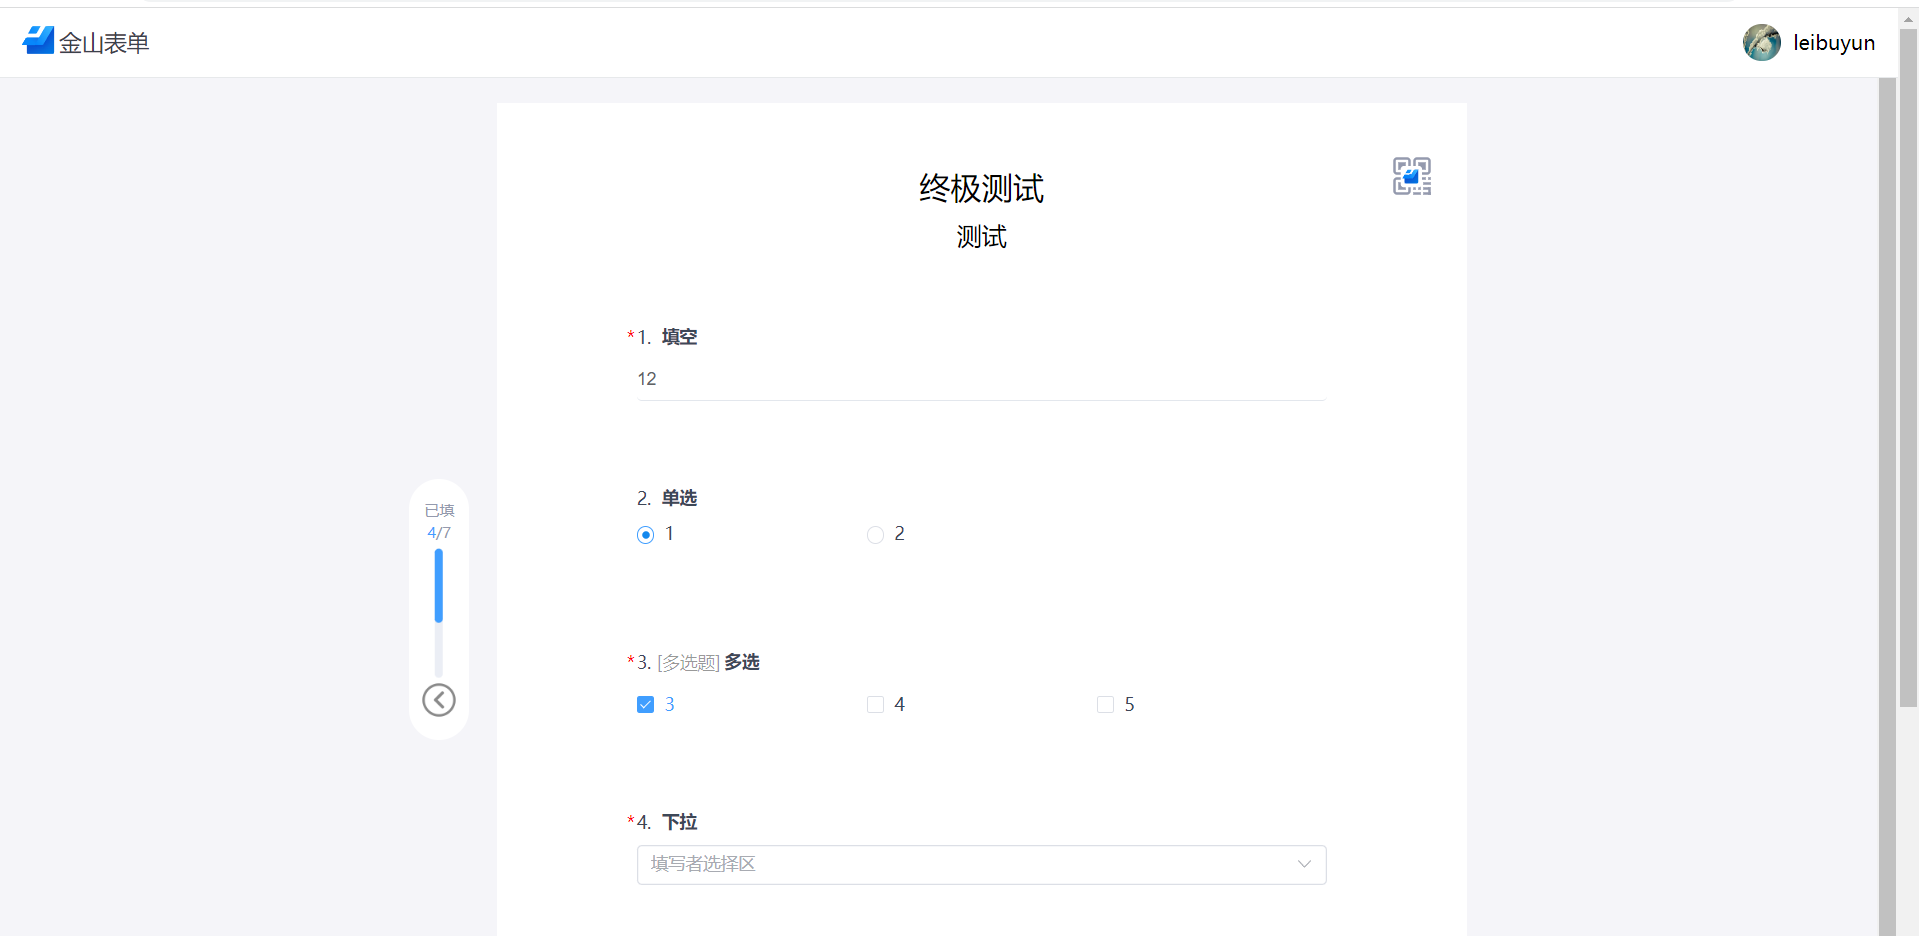 金山表单
leibuyun
终极测试
测试
*1. 填空
12
2. 单选
1 2
已填
4/7
*3. [多选题] 多选
3 4 5
*4. 下拉
填写者选择区